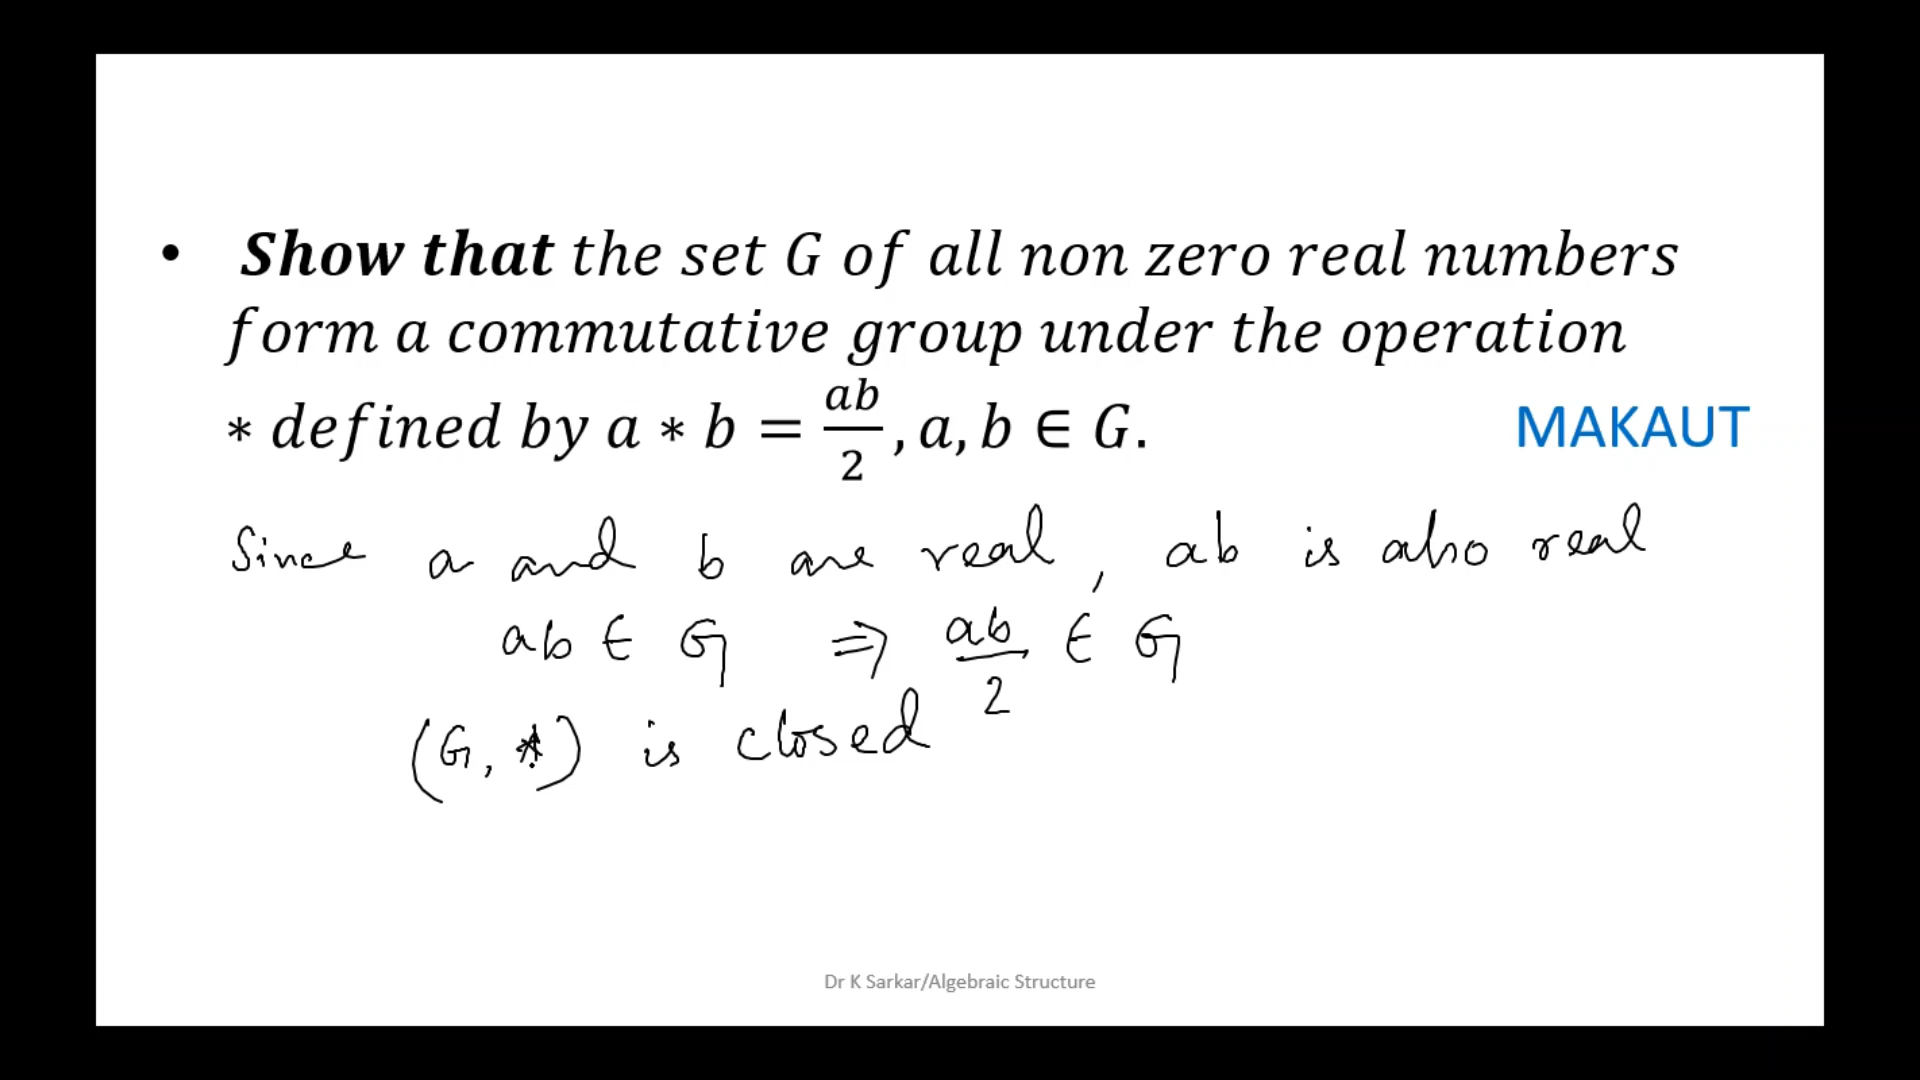 • Show that the set G of all non zero real numbers
form a commutative group under the operation
* defined by a * b = ab/2, a, b ∈ G. MAKAUT
Since a and b are real, ab is also real
ab ∈ G ⇒ ab/2 ∈ G
(G, *) is closed
Dr K Sarkar/Algebraic Structure